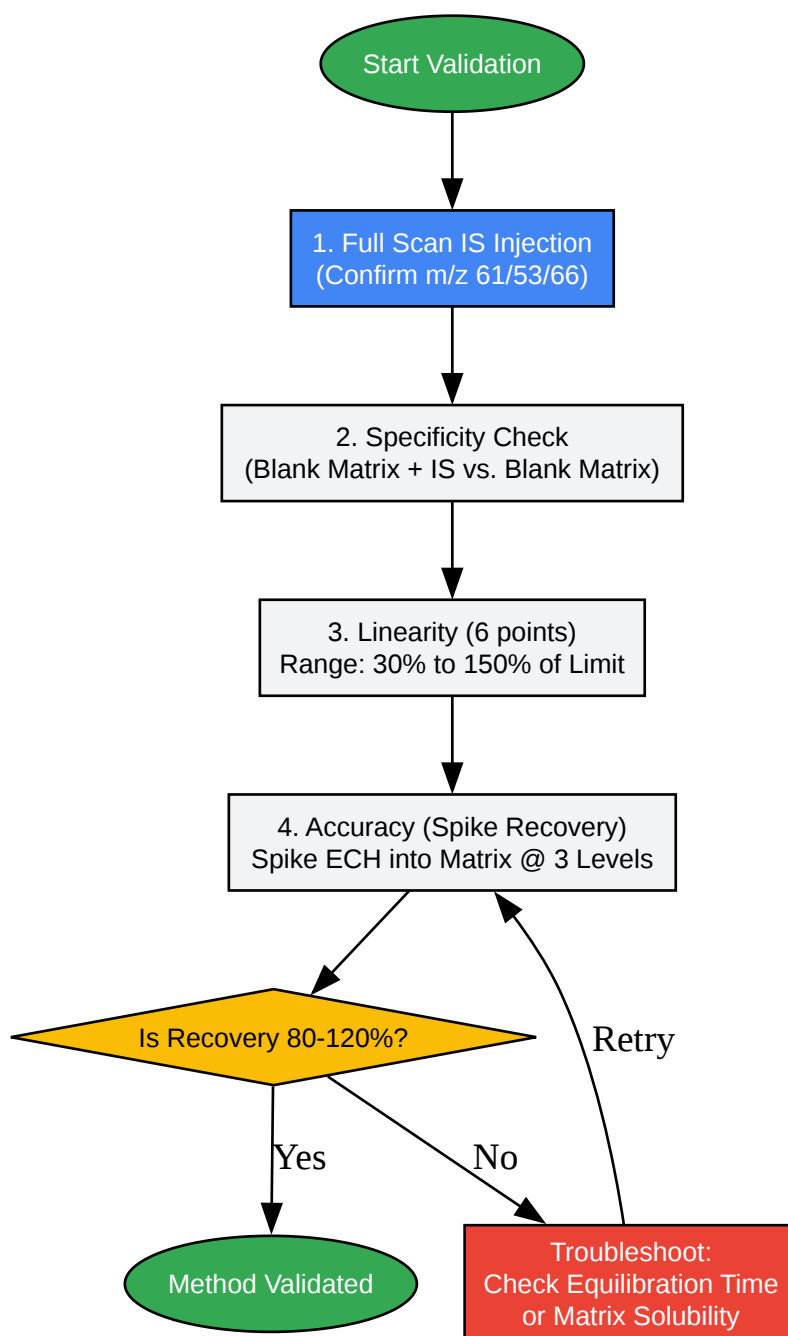 Start Validation
1. Full Scan IS Injection
(Confirm m/z 61/53/66)
2. Specificity Check
(Blank Matrix + IS vs. Blank Matrix)
3. Linearity (6 points)
Range: 30% to 150% of Limit
4. Accuracy (Spike Recovery)
Spike ECH into Matrix @ 3 Levels
Is Recovery 80-120%?
Retry
Yes
No
Method Validated
Troubleshoot:
Check Equilibration Time
or Matrix Solubility